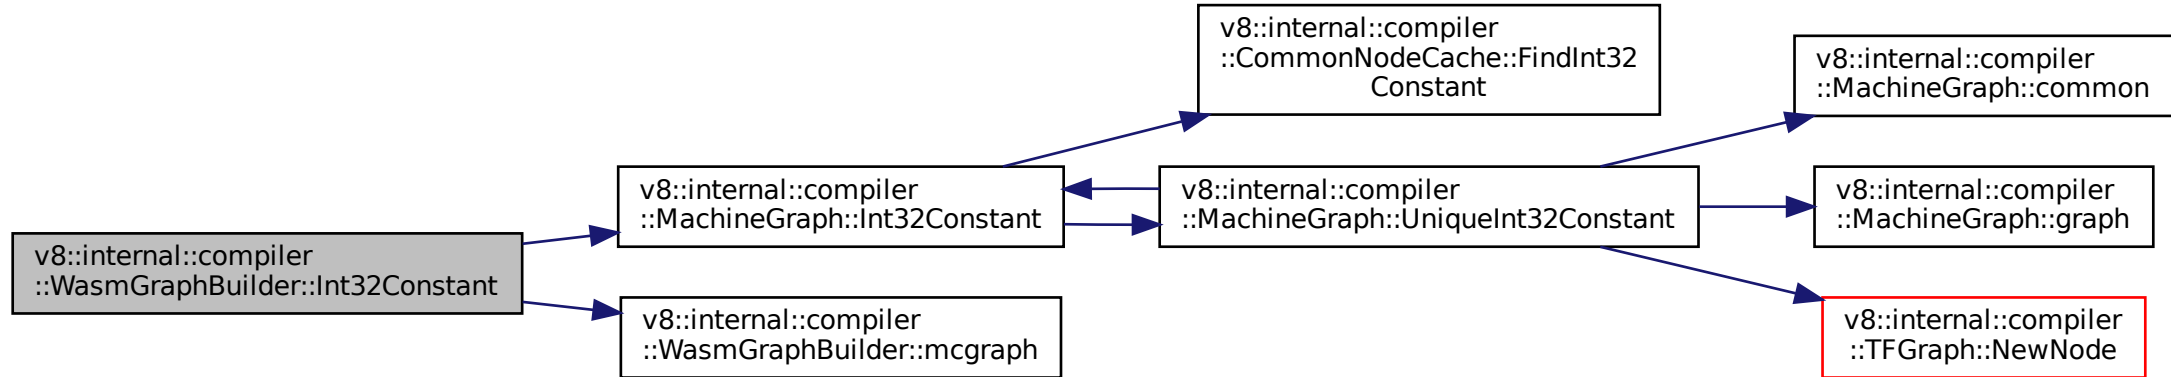 v8::internal::compiler
::WasmGraphBuilder::Int32Constant
v8::internal::compiler
::MachineGraph::Int32Constant
v8::internal::compiler
::WasmGraphBuilder::mcgraph
v8::internal::compiler
::CommonNodeCache::FindInt32
Constant
v8::internal::compiler
::MachineGraph::UniqueInt32Constant
v8::internal::compiler
::MachineGraph::common
v8::internal::compiler
::MachineGraph::graph
v8::internal::compiler
::TFGraph::NewNode